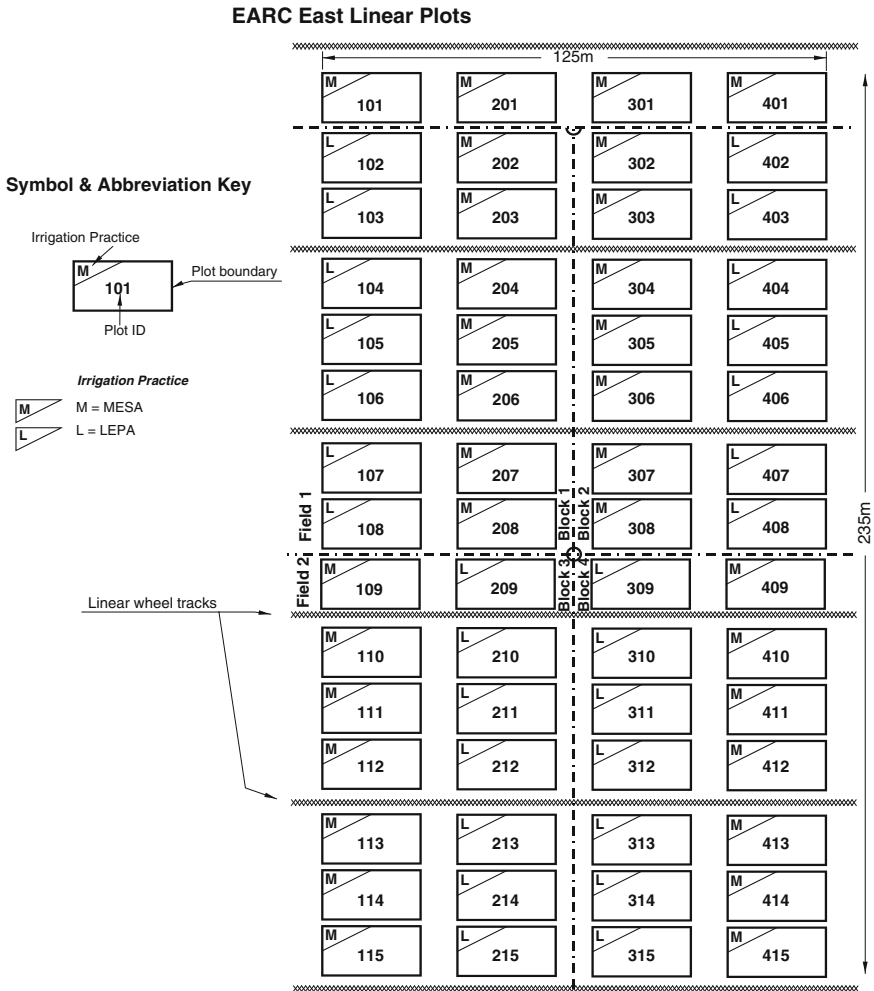 EARC East Linear Plots
125m
M M M M
101 201 301 401
L M M L
102 202 302 402
Symbol & Abbreviation Key
L M M L
103 203 303 403
Irrigation Practice
M
101
Plot boundary
Plot ID
L M M L
104 204 304 404
L M M L
105 205 305 405
L M M L
106 206 306 406
Irrigation Practice
M M = MESA
L L = LEPA
L M M L
107 207 307 407
L M M L
108 208 308 408
Field 1
Block 1
Block 2
235m
Field 2
Block 3
Block 4
M L L M
109 209 309 409
Linear wheel tracks
M L L M
110 210 310 410
M L L M
111 211 311 411
M L L M
112 212 312 412
M L L M
113 213 313 413
M L L M
114 214 314 414
M L L M
115 215 315 415